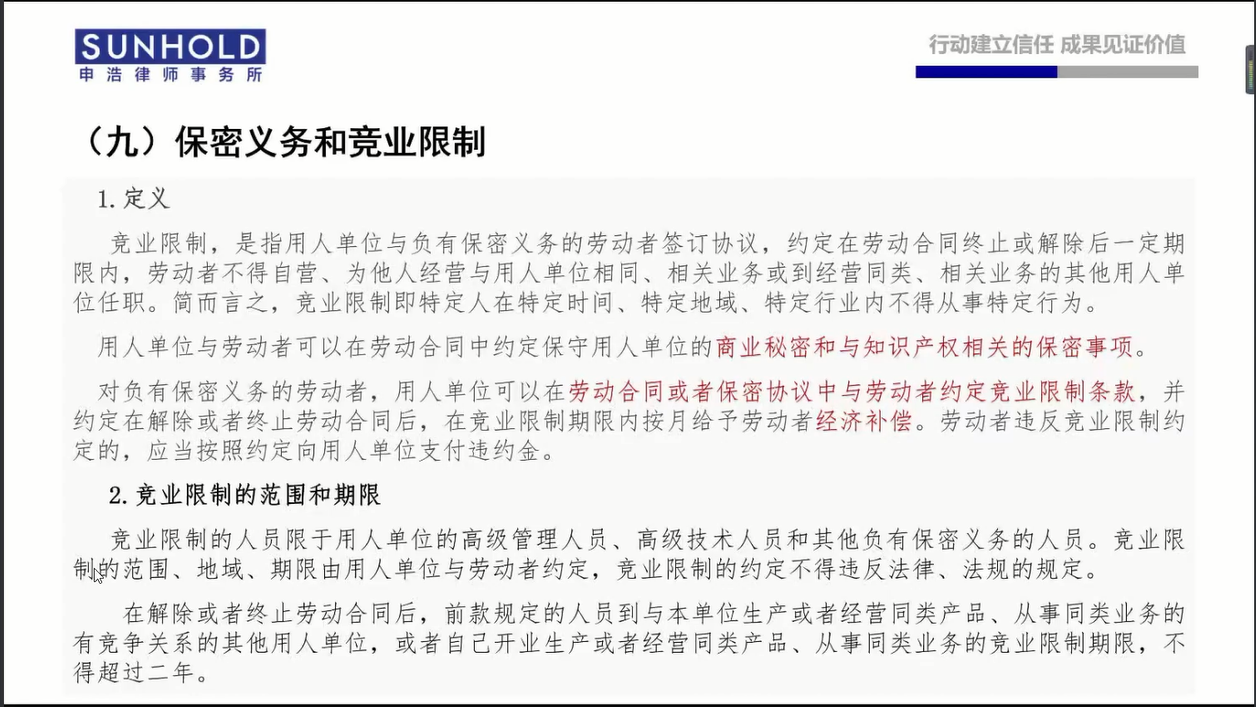 SUNHOLD
申浩律师事务所
行动建立信任 成果见证价值
（九）保密义务和竞业限制
1. 定义
竞业限制，是指用人单位与负有保密义务的劳动者签订协议，约定在劳动合同终止或解除后一定期
限内，劳动者不得自营、为他人经营与用人单位相同、相关业务或到经营同类、相关业务的其他用人单
位任职。简而言之，竞业限制即特定人在特定时间、特定地域、特定行业内不得从事特定行为。
用人单位与劳动者可以在劳动合同中约定保守用人单位的商业秘密和与知识产权相关的保密事项。
对负有保密义务的劳动者，用人单位可以在劳动合同或者保密协议中与劳动者约定竞业限制条款，并
约定在解除或者终止劳动合同后，在竞业限制期限内按月给予劳动者经济补偿。劳动者违反竞业限制约
定的，应当按照约定向用人单位支付违约金。
2. 竞业限制的范围和期限
竞业限制的人员限于用人单位的高级管理人员、高级技术人员和其他负有保密义务的人员。竞业限
制的范围、地域、期限由用人单位与劳动者约定，竞业限制的约定不得违反法律、法规的规定。
在解除或者终止劳动合同后，前款规定的人员到与本单位生产或者经营同类产品、从事同类业务的
有竞争关系的其他用人单位，或者自己开业生产或者经营同类产品、从事同类业务的竞业限制期限，不
得超过二年。